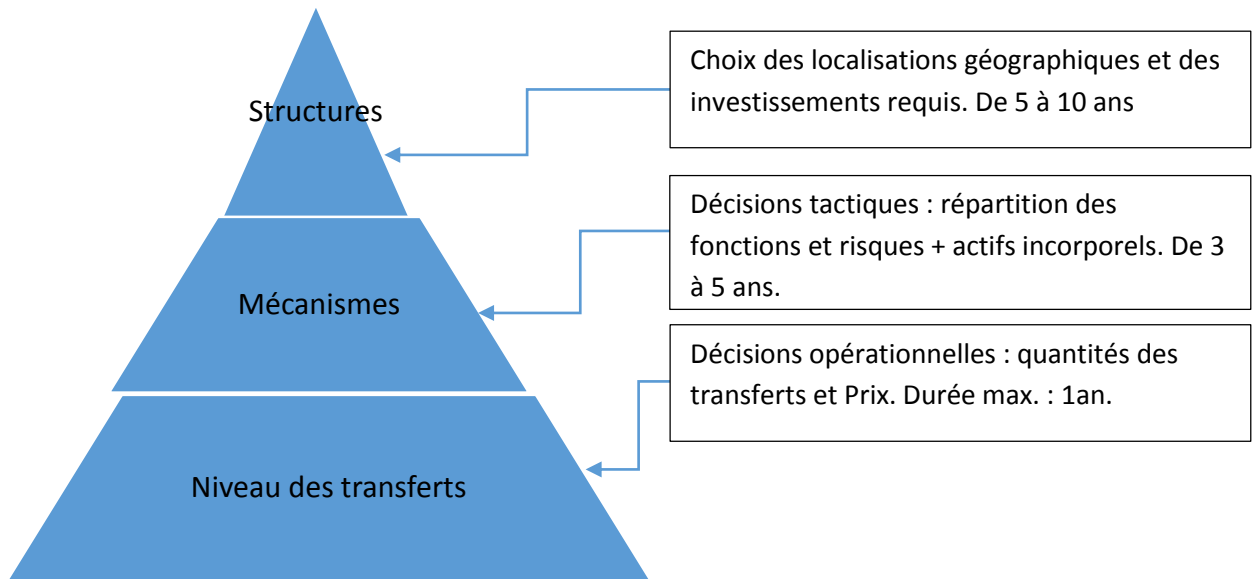 Structures
Choix des localisations géographiques et des
investissements requis. De 5 à 10 ans
Mécanismes
Décisions tactiques : répartition des
fonctions et risques + actifs incorporels. De 3
à 5 ans.
Niveau des transferts
Décisions opérationnelles : quantités des
transferts et Prix. Durée max. : 1an.